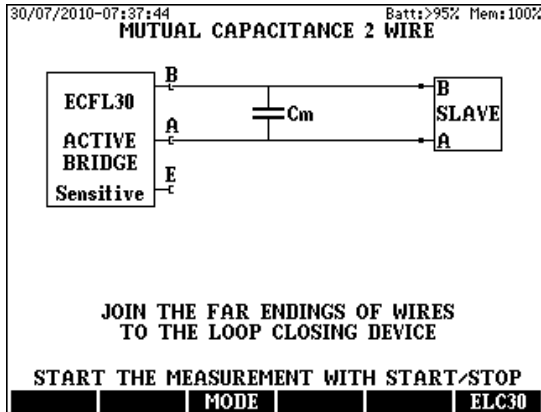 30/07/2010-07:37:44 Batt:>95% Mem:100%
MUTUAL CAPACITANCE 2 WIRE
B
ECFL30
B
Cm
SLAVE
A
ACTIVE
A
BRIDGE
E
Sensitive
JOIN THE FAR ENDINGS OF WIRES
TO THE LOOP CLOSING DEVICE
START THE MEASUREMENT WITH START/STOP
MODE ELC30